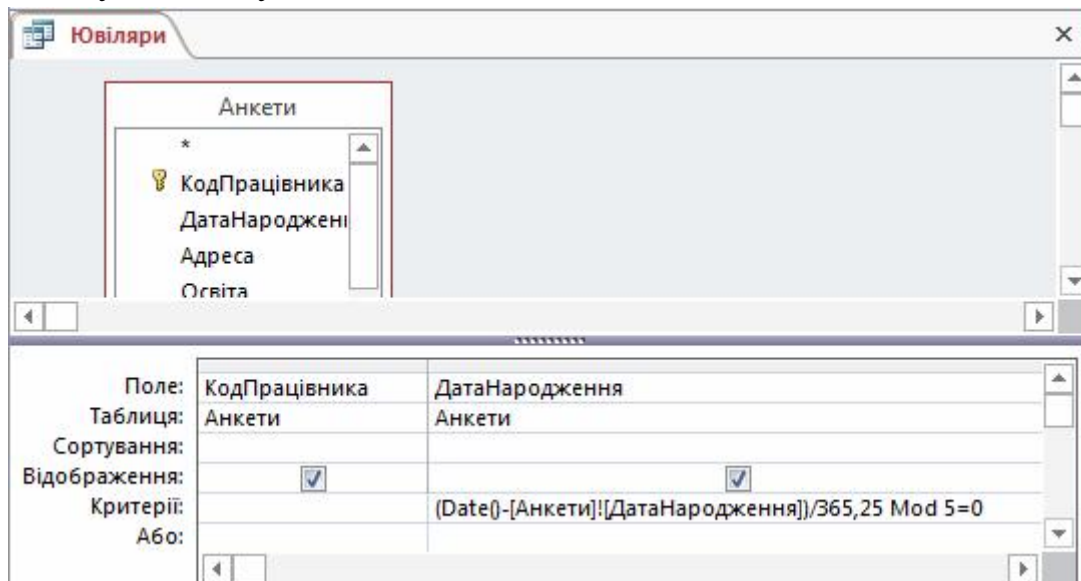 Ювіляри
Анкети
*
КодПрацівника
ДатаНароджен
Адреса
Освіта
Поле: КодПрацівника ДатаНародження
Таблиця: Анкети Анкети
Сортування:
Відображення:
Критерії: (Date()-[Анкети]![ДатаНародження])/365,25 Mod 5=0
Або: